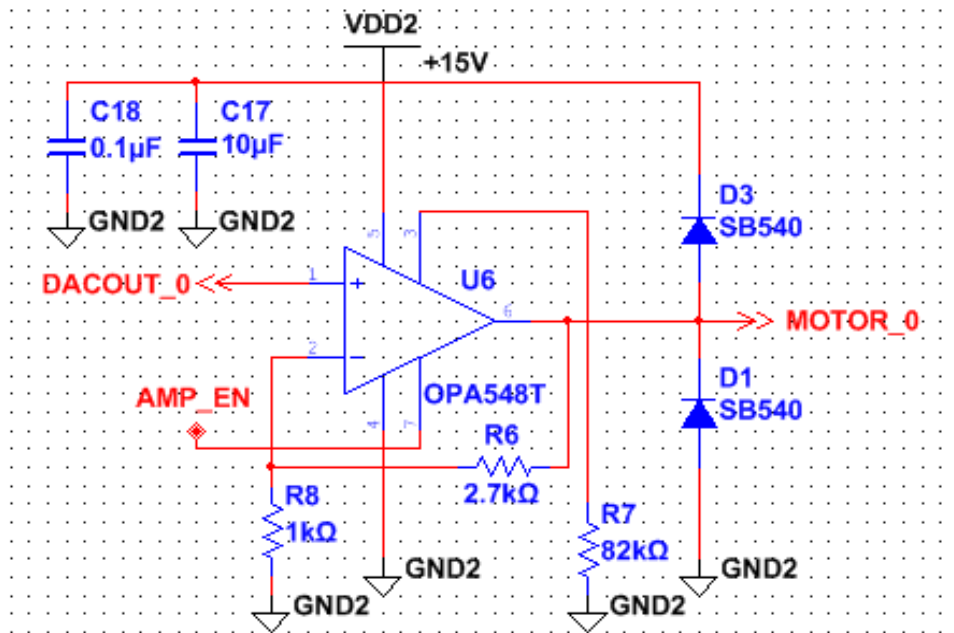 VDD2
+15V
C18
0.1µF
C17
10µF
GND2
GND2
D3
SB540
5
3
DACOUT_0
1
U6
6
MOTOR_0
2
AMP_EN
OPA548T
D1
SB540
4
7
R6
2.7kΩ
R8
1kΩ
R7
82kΩ
GND2
GND2
GND2
GND2